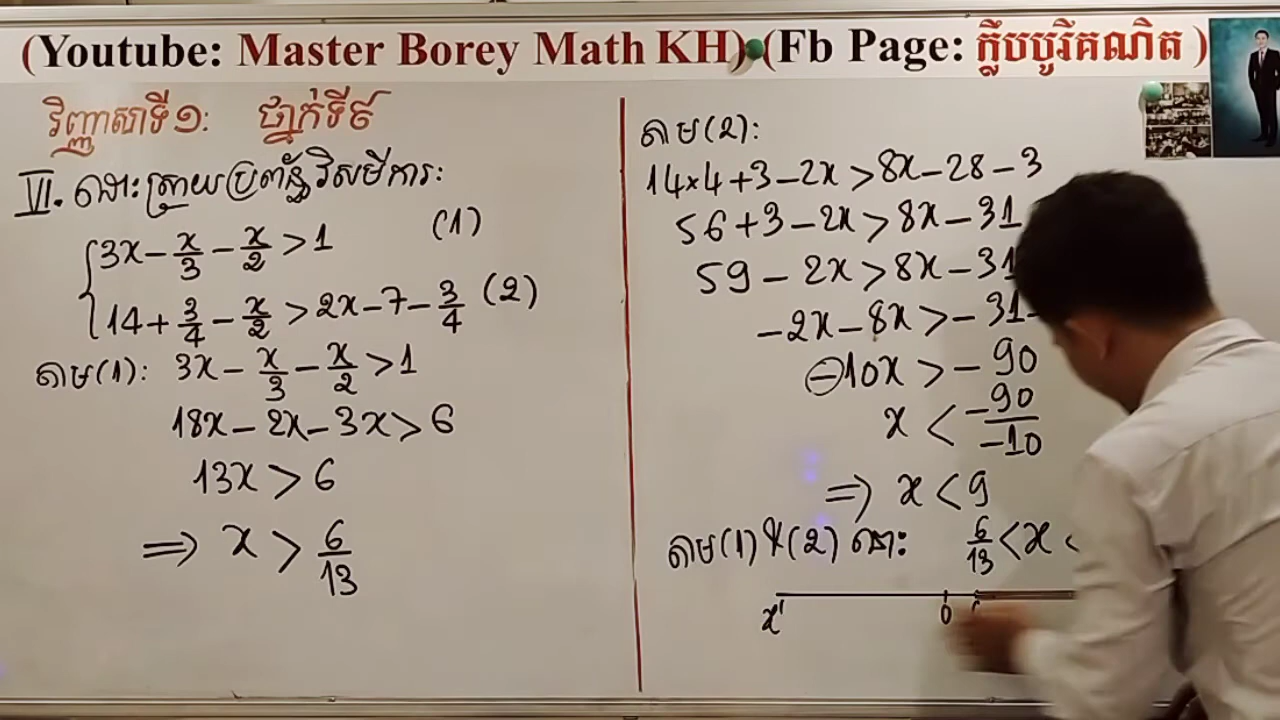 (Youtube: Master Borey Math KH) (Fb Page: ក្លឹបបូរីគណិត )
វិញ្ញាសាទី១: ថ្នាក់ទី៩
VI. ដោះស្រាយប្រព័ន្ធវិសមីការ:
3x - x/3 - x/2 > 1 (1)
14 + 3/4 - x/2 > 2x - 7 - 3/4 (2)
តាម(1): 3x - x/3 - x/2 > 1
18x - 2x - 3x > 6
13x > 6
⇒ x > 6/13
តាម(2):
14×4 + 3 - 2x > 8x - 28 - 3
56 + 3 - 2x > 8x - 31
59 - 2x > 8x - 31
-2x - 8x > - 31
-10x > - 90
x < -90/-10
⇒ x < 9
តាម(1) និង(2) នោះ: 6/13 < x <
x' 0